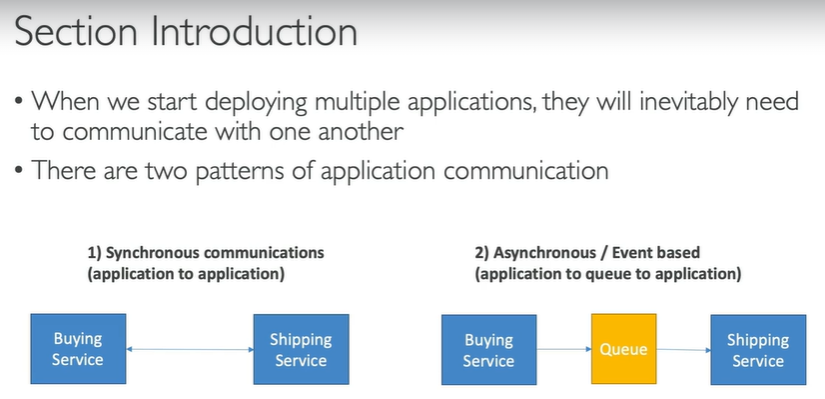 Section Introduction
• When we start deploying multiple applications, they will inevitably need
to communicate with one another
• There are two patterns of application communication
1) Synchronous communications
(application to application)
2) Asynchronous / Event based
(application to queue to application)
Buying
Service
Shipping
Service
Buying
Service
Queue
Shipping
Service